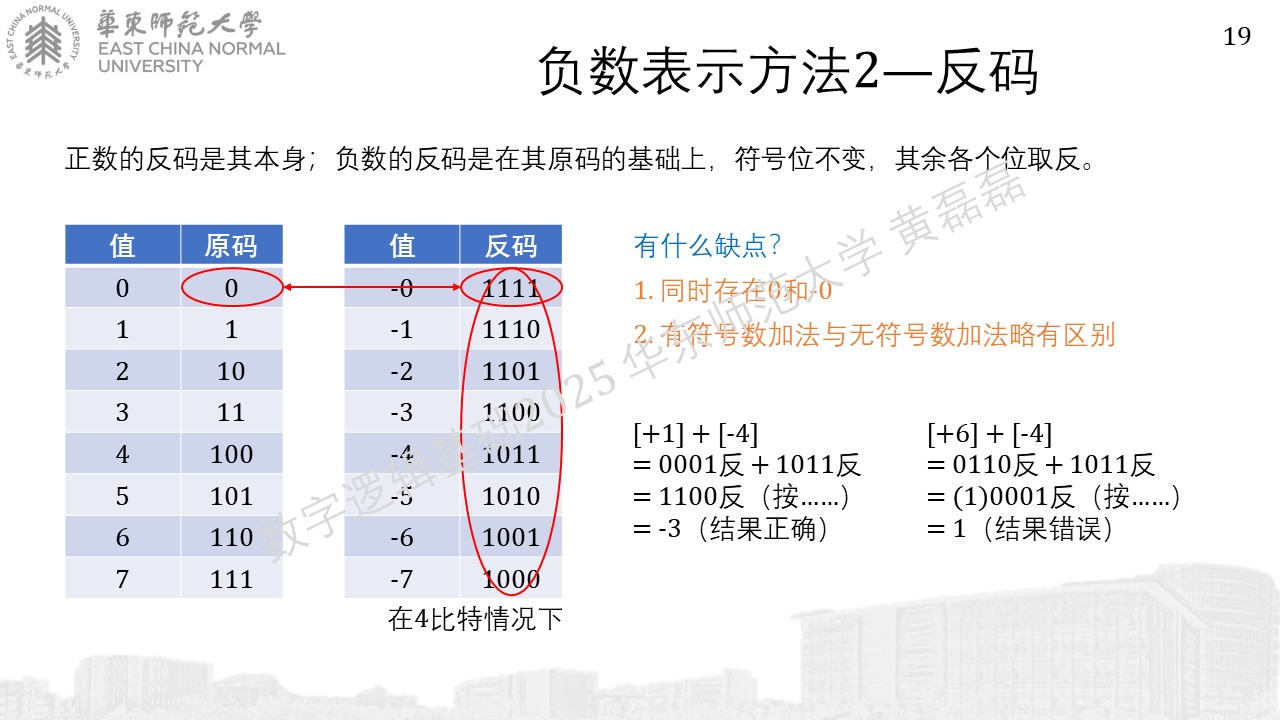 EAST CHINA NORMAL UNIVERSITY
華東師範大學
華東師範大學
EAST CHINA NORMAL
UNIVERSITY
19
负数表示方法2—反码
正数的反码是其本身；负数的反码是在其原码的基础上，符号位不变，其余各个位取反。
值 原码
0 0
1 1
2 10
3 11
4 100
5 101
6 110
7 111
值 反码
-0 1111
-1 1110
-2 1101
-3 1100
-4 1011
-5 1010
-6 1001
-7 1000
在4比特情况下
有什么缺点？
1. 同时存在0和-0
2. 有符号数加法与无符号数加法略有区别
[+1] + [-4]
= 0001反 + 1011反
= 1100反（按……）
= -3（结果正确）
[+6] + [-4]
= 0110反 + 1011反
= (1)0001反（按……）
= 1（结果错误）
数字逻辑基础2025 华东师范大学 黄磊磊